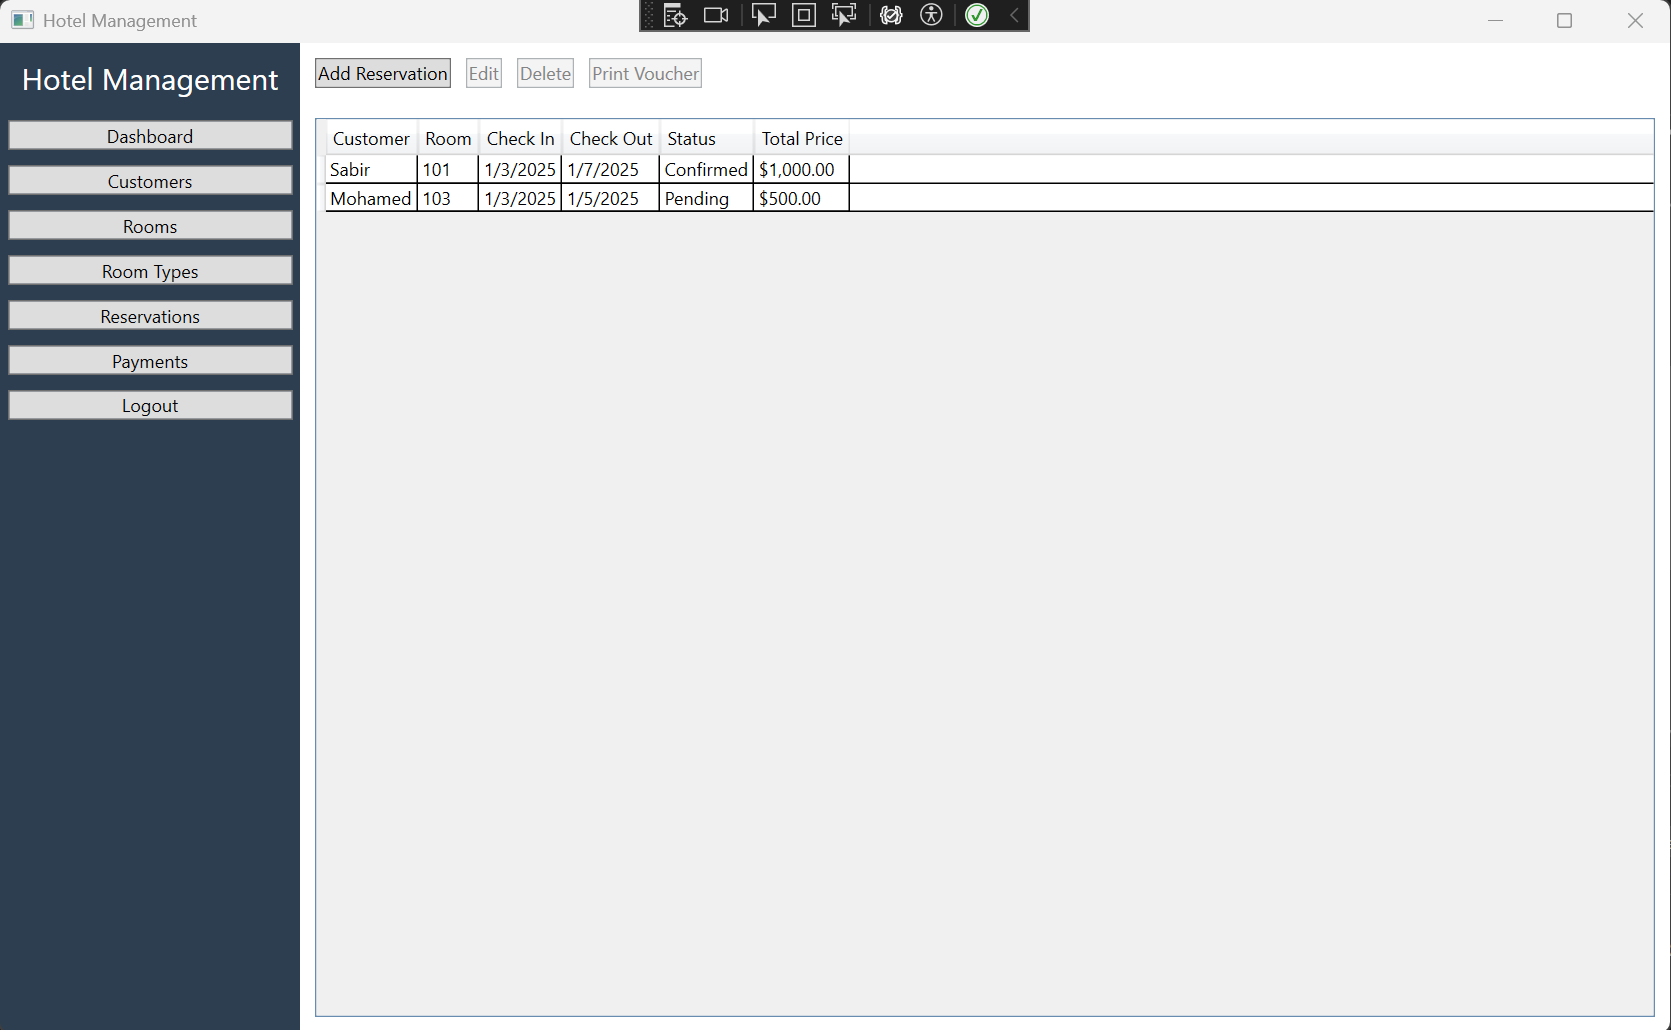 Hotel Management
Hotel Management
Dashboard
Customers
Rooms
Room Types
Reservations
Payments
Logout
Add Reservation Edit Delete Print Voucher
Customer Room Check In Check Out Status Total Price
Sabir 101 1/3/2025 1/7/2025 Confirmed $1,000.00
Mohamed 103 1/3/2025 1/5/2025 Pending $500.00